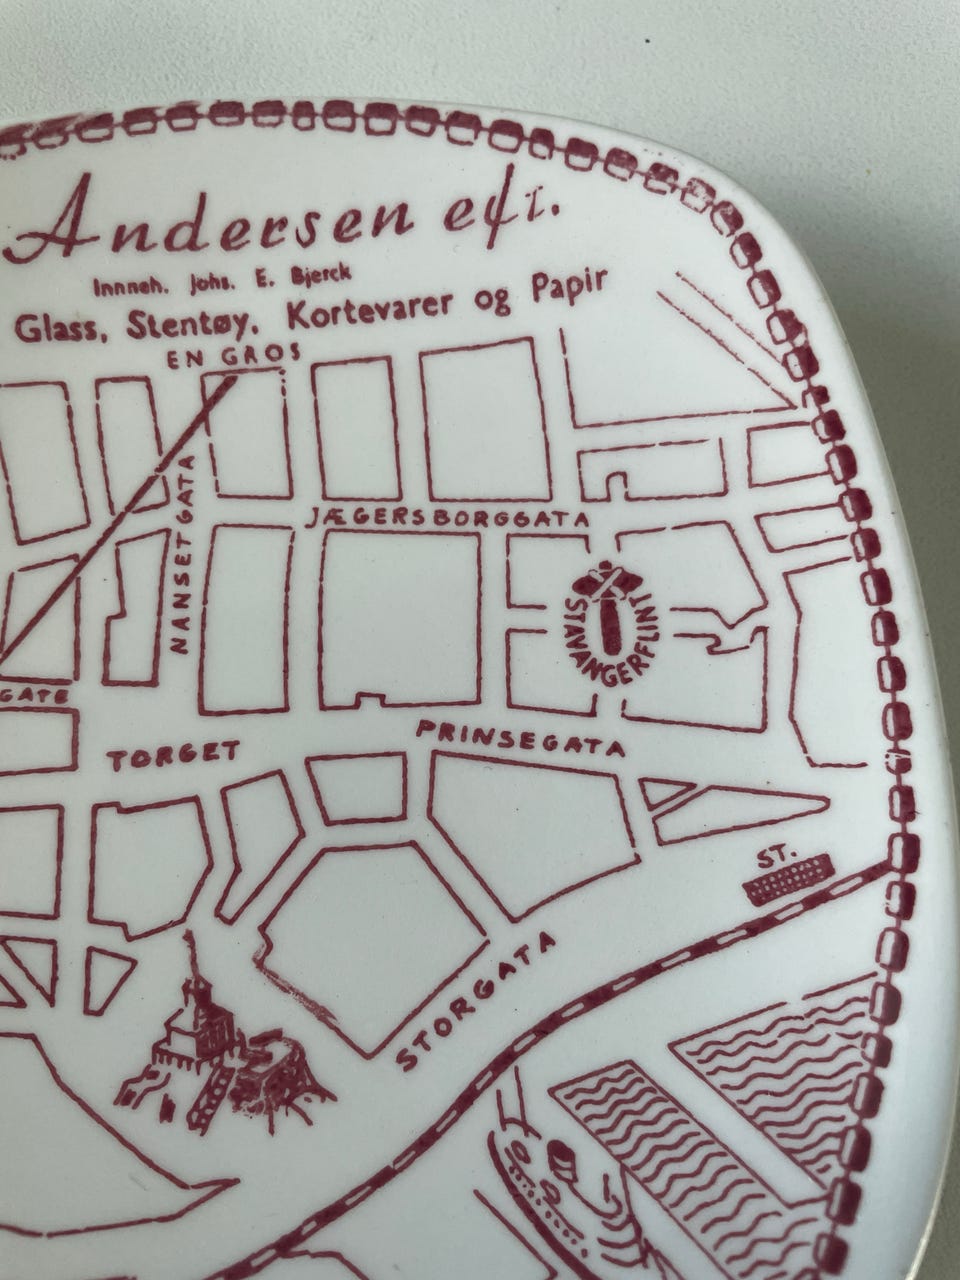 Andersen eft.
Innneh. Johs. E. Bjerck
Glass, Stentøy, Kortevarer og Papir
EN GROS
NANSETGATA
JÆGERSBORGGATA
STAVANGERFLINT
GATE
TORGET
PRINSEGATA
ST.
STORGATA